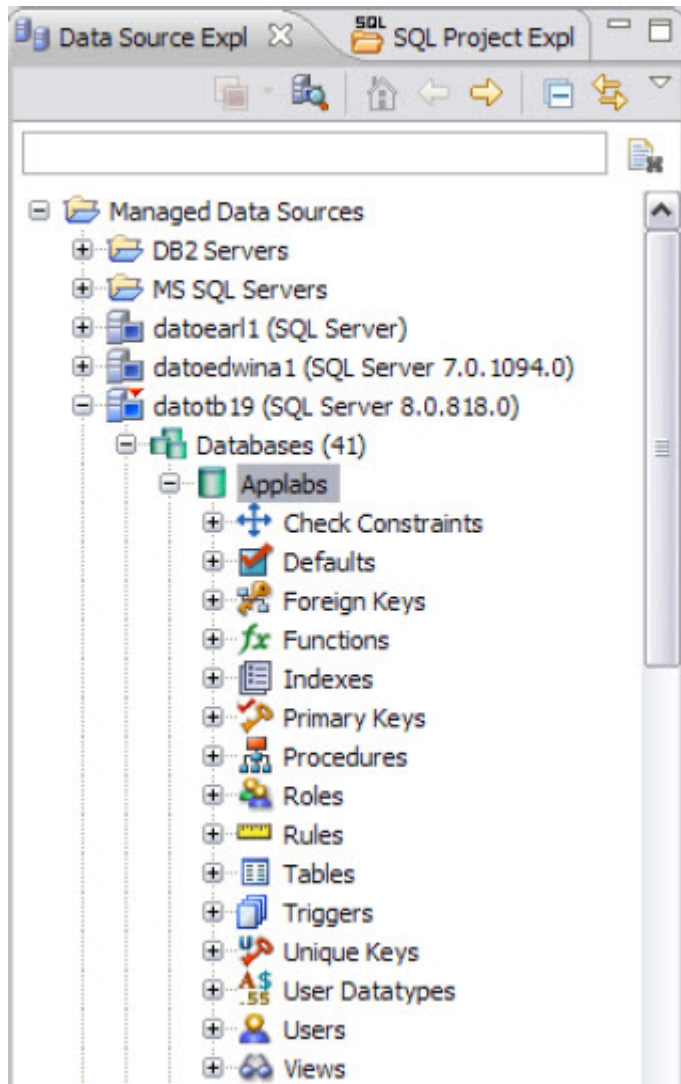 Data Source Expl
SQL
SQL Project Expl
Managed Data Sources
DB2 Servers
MS SQL Servers
datoearl1 (SQL Server)
datoedwina1 (SQL Server 7.0.1094.0)
datotb19 (SQL Server 8.0.818.0)
Databases (41)
Applabs
Check Constraints
Defaults
Foreign Keys
fx Functions
Indexes
Primary Keys
Procedures
Roles
Rules
Tables
Triggers
U Unique Keys
A$ .55 User Datatypes
Users
Views